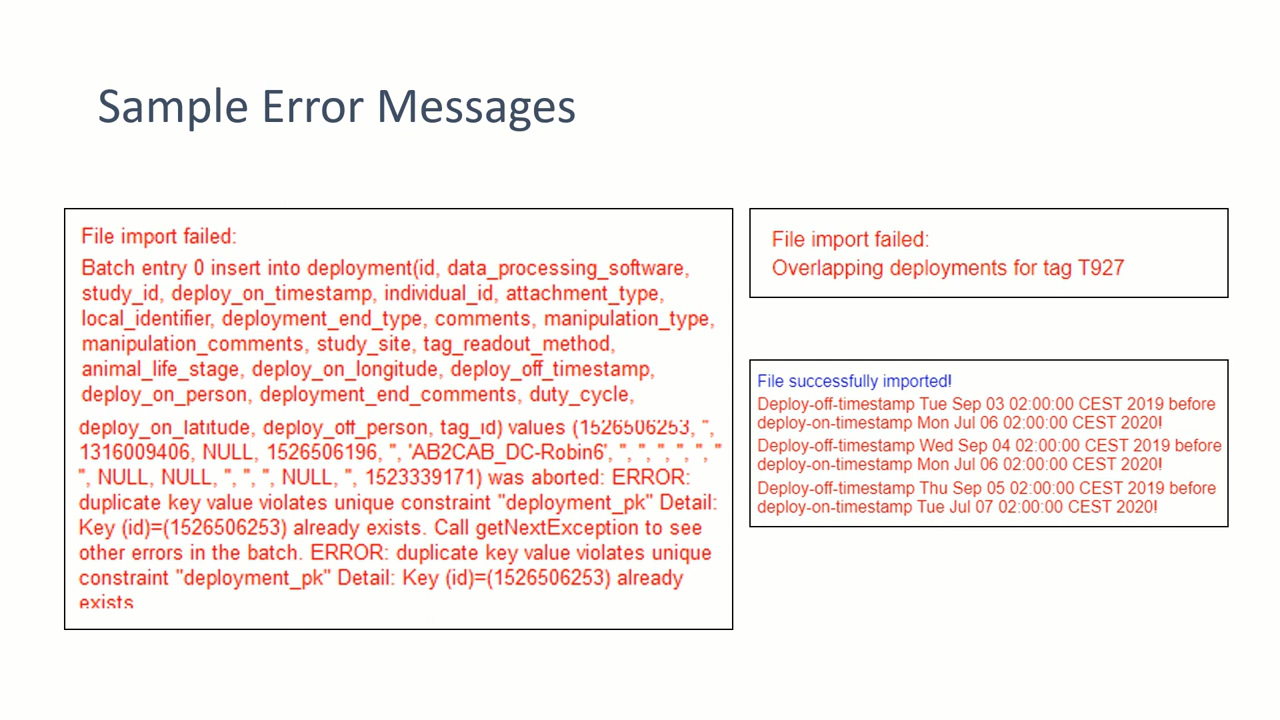 Sample Error Messages
File import failed:
Batch entry 0 insert into deployment(id, data_processing_software,
study_id, deploy_on_timestamp, individual_id, attachment_type,
local_identifier, deployment_end_type, comments, manipulation_type,
manipulation_comments, study_site, tag_readout_method,
animal_life_stage, deploy_on_longitude, deploy_off_timestamp,
deploy_on_person, deployment_end_comments, duty_cycle,
deploy_on_latitude, deploy_off_person, tag_id) values (1526506253, '',
1316009406, NULL, 1526506196, '', 'AB2CAB_DC-Robin6', '', '', '', '', '', ''
'', NULL, NULL, '', '', '', NULL, '', 1523339171) was aborted: ERROR:
duplicate key value violates unique constraint "deployment_pk" Detail:
Key (id)=(1526506253) already exists. Call getNextException to see
other errors in the batch. ERROR: duplicate key value violates unique
constraint "deployment_pk" Detail: Key (id)=(1526506253) already
exists
File import failed:
Overlapping deployments for tag T927
File successfully imported!
Deploy-off-timestamp Tue Sep 03 02:00:00 CEST 2019 before
deploy-on-timestamp Mon Jul 06 02:00:00 CEST 2020!
Deploy-off-timestamp Wed Sep 04 02:00:00 CEST 2019 before
deploy-on-timestamp Mon Jul 06 02:00:00 CEST 2020!
Deploy-off-timestamp Thu Sep 05 02:00:00 CEST 2019 before
deploy-on-timestamp Tue Jul 07 02:00:00 CEST 2020!